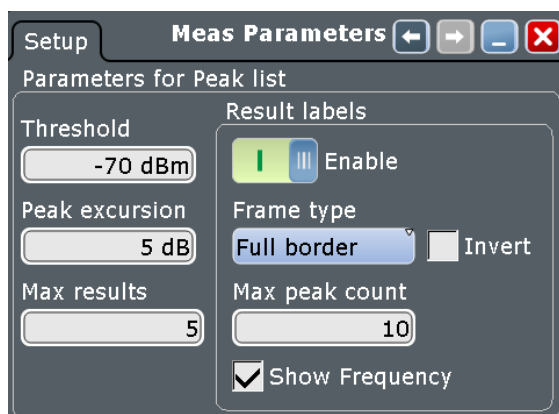 Setup
Meas Parameters
Parameters for Peak list
Threshold
-70 dBm
Peak excursion
5 dB
Max results
5
Result labels
Enable
Frame type
Full border
Invert
Max peak count
10
Show Frequency